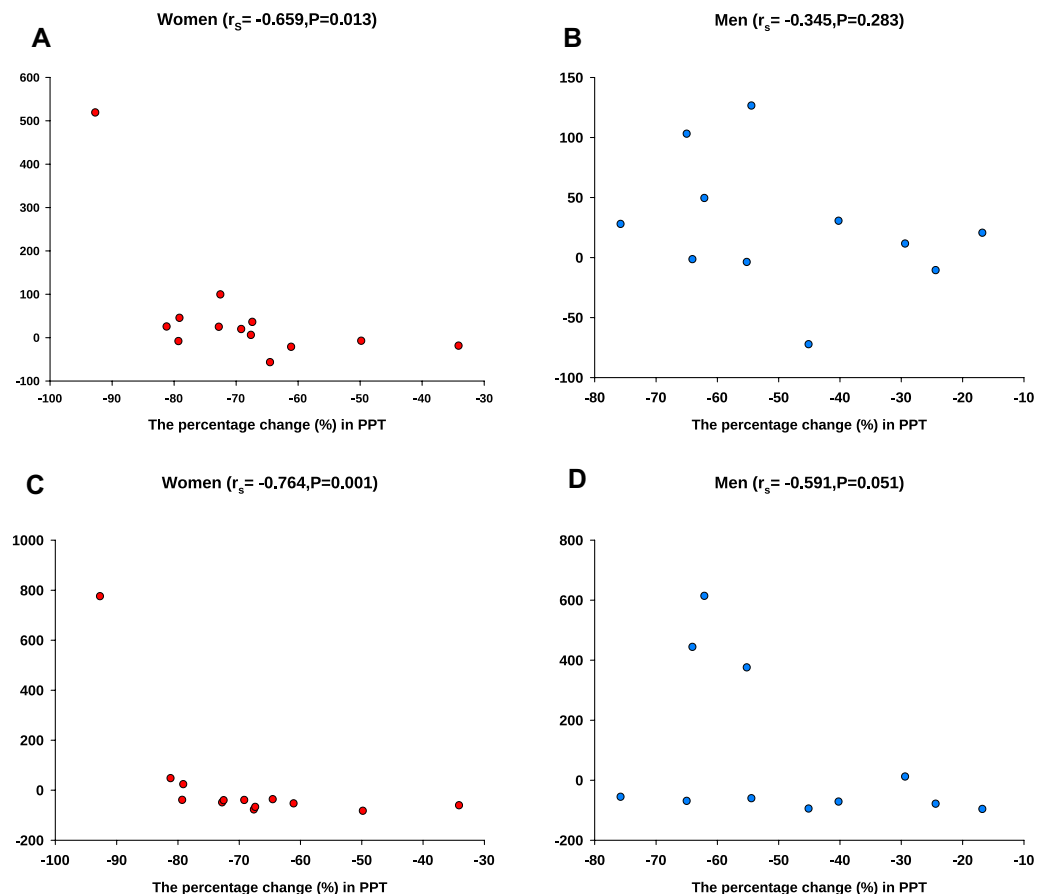 Women (rS= -0.659,P=0.013)
A
600
500
400
300
200
100
0
-100
-100 -90 -80 -70 -60 -50 -40 -30
The percentage change (%) in PPT
Men (rs= -0.345,P=0.283)
B
150
100
50
0
-50
-100
-80 -70 -60 -50 -40 -30 -20 -10
The percentage change (%) in PPT
Women (rs= -0.764,P=0.001)
C
1000
800
600
400
200
0
-200
-100 -90 -80 -70 -60 -50 -40 -30
The percentage change (%) in PPT
Men (rs= -0.591,P=0.051)
D
800
600
400
200
0
-200
-80 -70 -60 -50 -40 -30 -20 -10
The percentage change (%) in PPT